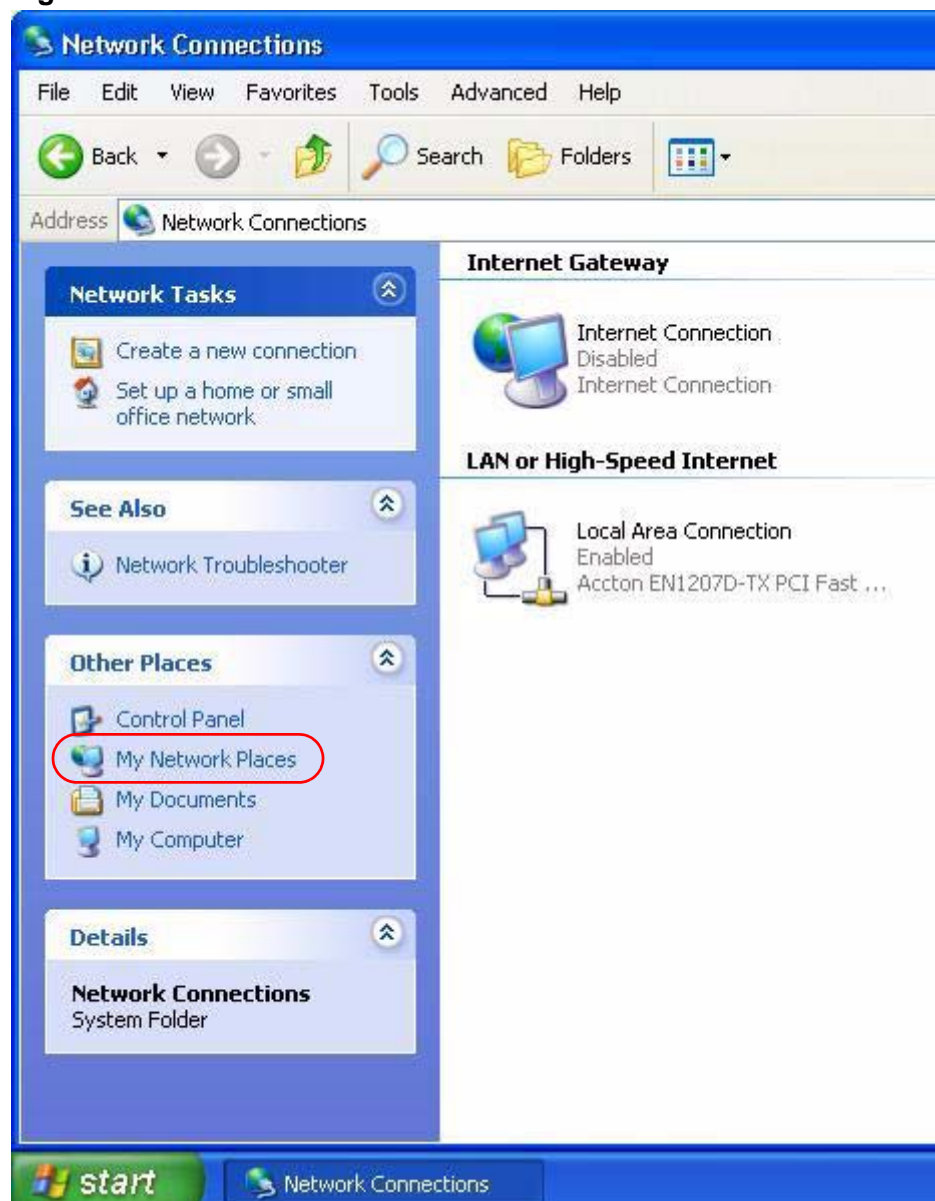 Network Connections
File Edit View Favorites Tools Advanced Help
Back Search Folders
Address Network Connections
Network Tasks
Create a new connection
Set up a home or small
office network
See Also
Network Troubleshooter
Other Places
Control Panel
My Network Places
My Documents
My Computer
Details
Network Connections
System Folder
Internet Gateway
Internet Connection
Disabled
Internet Connection
LAN or High-Speed Internet
Local Area Connection
Enabled
Accton EN1207D-TX PCI Fast ...
start Network Connections